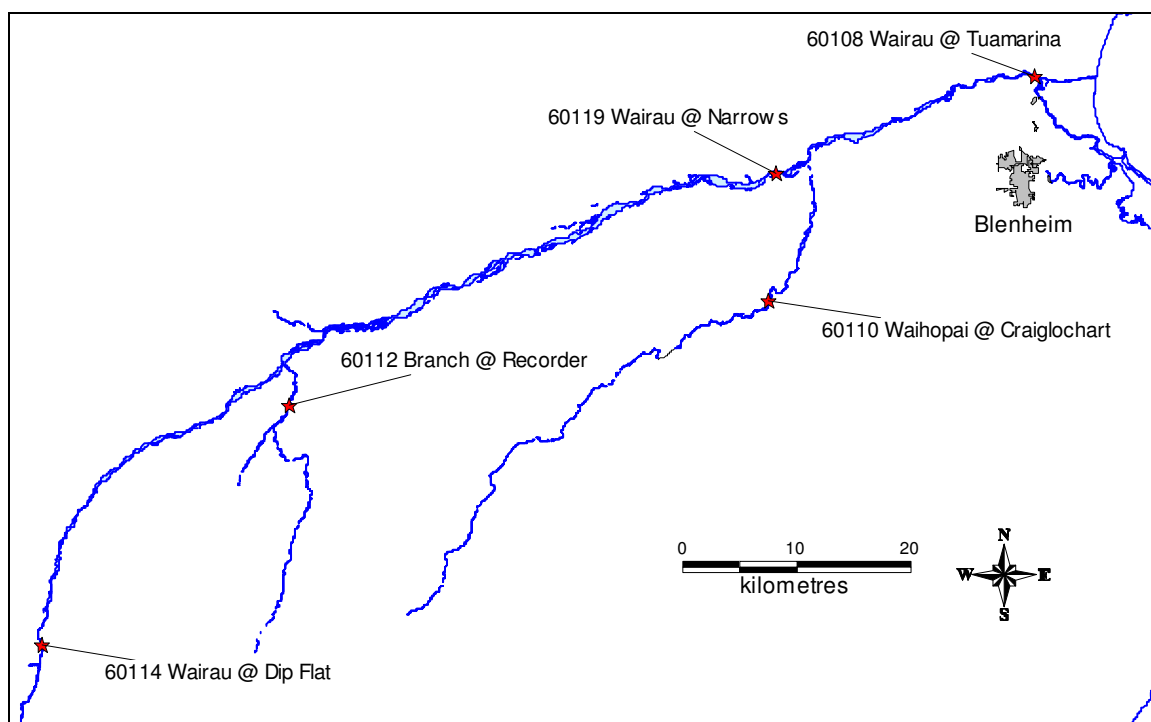 60108 Wairau @ Tuamarina
60119 Wairau @ Narrows
Blenheim
60110 Waihopai @ Craiglochart
60112 Branch @ Recorder
0 10 20
kilometres
N
W E
S
60114 Wairau @ Dip Flat